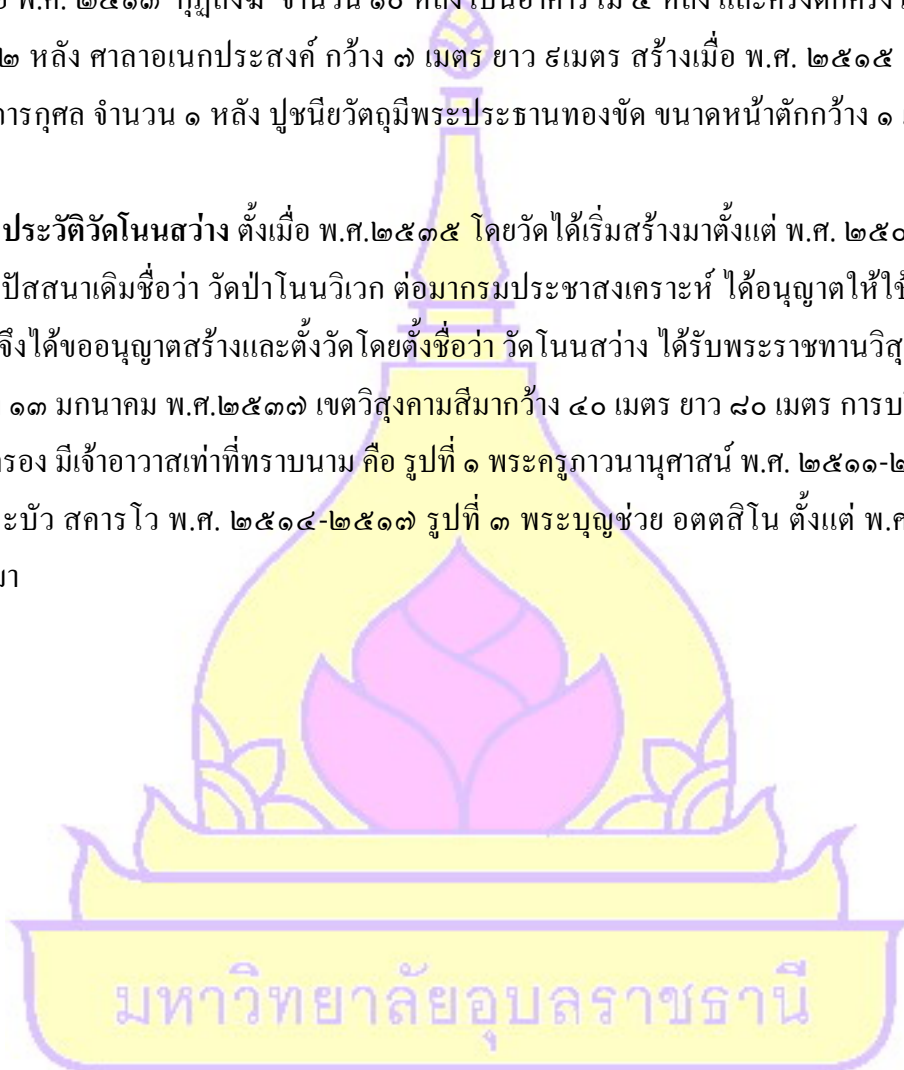 พ.ศ. ๒๕๑๓ กุฏิสงฆ์ จำนวน ๑๐ หลัง เป็นอาคารไม้ ๕ หลัง และครึ่งตึกครึ่ง
๒ หลัง ศาลาอเนกประสงค์ กว้าง ๗ เมตร ยาว ๕เมตร สร้างเมื่อ พ.ศ. ๒๕๑๕
การกุศล จำนวน ๑ หลัง ปูชนียวัตถุมีพระประธานทองขัด ขนาดหน้าตักกว้าง ๑
ประวัติวัดโนนสว่าง ตั้งเมื่อ พ.ศ.๒๕๓๕ โดยวัดได้เริ่มสร้างมาตั้งแต่ พ.ศ.
ปัสสนาเดิมชื่อว่า วัดป่าโนนวิเวก ต่อมากรมประชาสงเคราะห์ ได้อนุญาตให้ใช้
จึงได้ขออนุญาตสร้างและตั้งวัดโดยตั้งชื่อว่า วัดโนนสว่าง ได้รับพระราชทานวิสุ
๑๓ มกนาคม พ.ศ.๒๕๓๗ เขตวิสุงคามสีมากว้าง ๔๐ เมตร ยาว ๘๐ เมตร การบ
รอง มีเจ้าอาวาสเท่าที่ทราบนาม คือ รูปที่ ๑ พระครูภาวนานุศาสน์ พ.ศ. ๒๕๑๑-๒
ะบัว สคารโว พ.ศ. ๒๕๑๔-๒๕๑๗ รูปที่ ๓ พระบุญช่วย อตตสิโน ตั้งแต่ พ.ศ
มา
มหาวิทยาลัยอุบลราชธานี